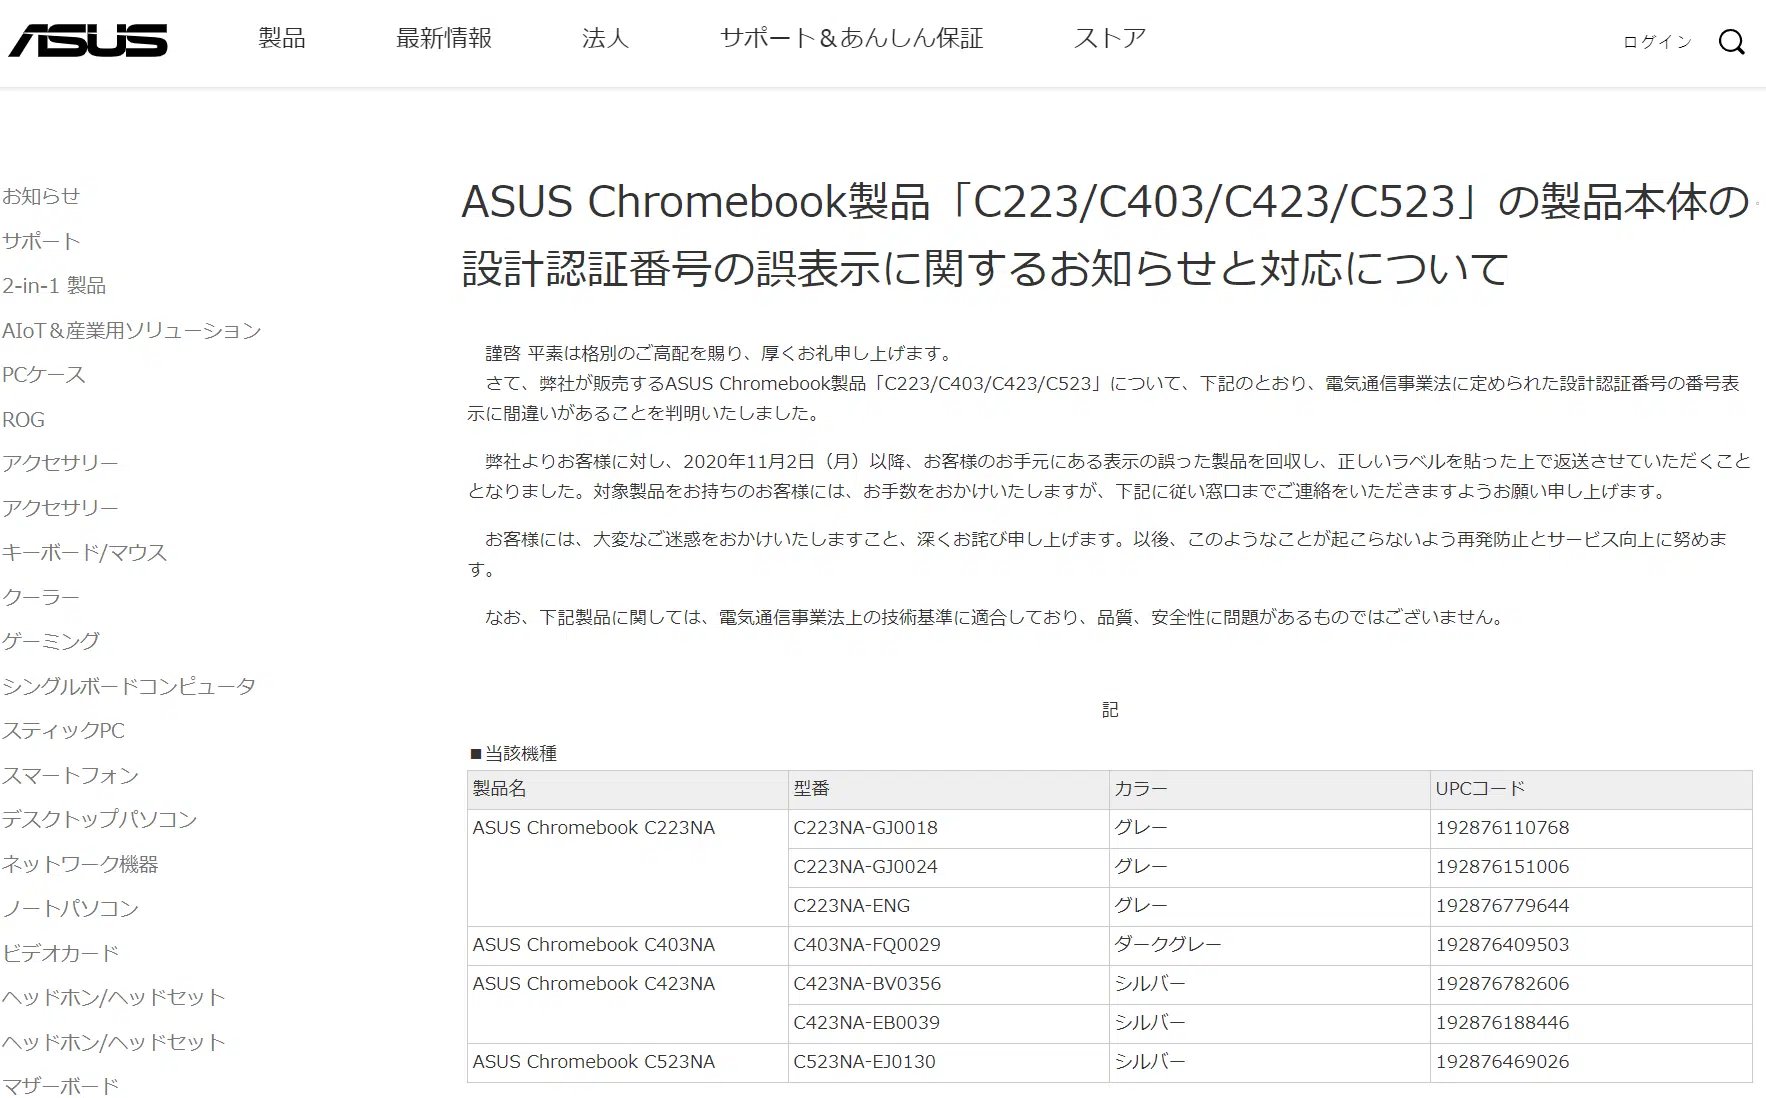 ASUS 製品 最新情報 法人 サポート＆あんしん保証 ストア ログイン
お知らせ
サポート
2-in-1 製品
AIoT＆産業用ソリューション
PCケース
ROG
アクセサリー
アクセサリー
キーボード/マウス
クーラー
ゲーミング
シングルボードコンピュータ
スティックPC
スマートフォン
デスクトップパソコン
ネットワーク機器
ノートパソコン
ビデオカード
ヘッドホン/ヘッドセット
ヘッドホン/ヘッドセット
マザーボード
ASUS Chromebook製品「C223/C403/C423/C523」の製品本体の
設計認証番号の誤表示に関するお知らせと対応について
謹啓 平素は格別のご高配を賜り、厚くお礼申し上げます。
さて、弊社が販売するASUS Chromebook製品「C223/C403/C423/C523」について、下記のとおり、電気通信事業法に定められた設計認証番号の番号表
示に間違いがあることを判明いたしました。
弊社よりお客様に対し、2020年11月2日（月）以降、お客様のお手元にある表示の誤った製品を回収し、正しいラベルを貼った上で返送させていただくこと
となりました。対象製品をお持ちのお客様には、お手数をおかけいたしますが、下記に従い窓口までご連絡をいただきますようお願い申し上げます。
お客様には、大変なご迷惑をおかけいたしますこと、深くお詫び申し上げます。以後、このようなことが起こらないよう再発防止とサービス向上に努めま
す。
なお、下記製品に関しては、電気通信事業法上の技術基準に適合しており、品質、安全性に問題があるものではございません。
記
■当該機種
製品名 型番 カラー UPCコード
ASUS Chromebook C223NA C223NA-GJ0018 グレー 192876110768
C223NA-GJ0024 グレー 192876151006
C223NA-ENG グレー 192876779644
ASUS Chromebook C403NA C403NA-FQ0029 ダークグレー 192876409503
ASUS Chromebook C423NA C423NA-BV0356 シルバー 192876782606
C423NA-EB0039 シルバー 192876188446
ASUS Chromebook C523NA C523NA-EJ0130 シルバー 192876469026